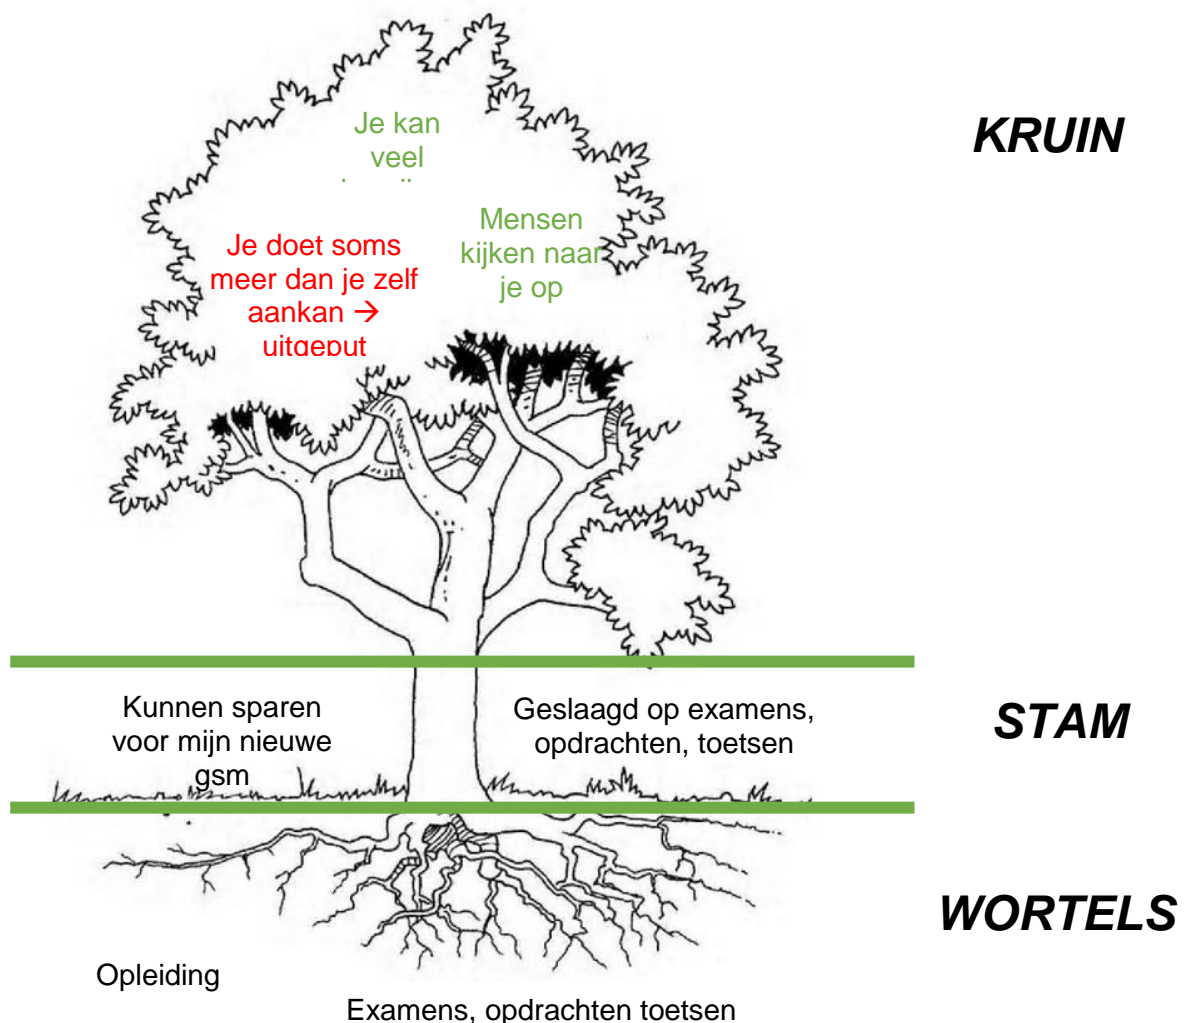 KRUIN
Je kan
veel
Mensen
kijken naar
je op
Je doet soms
meer dan je zelf
aankan →
uitgeput
STAM
Kunnen sparen
voor mijn nieuwe
gsm
Geslaagd op examens,
opdrachten, toetsen
WORTELS
Opleiding
Examens, opdrachten toetsen